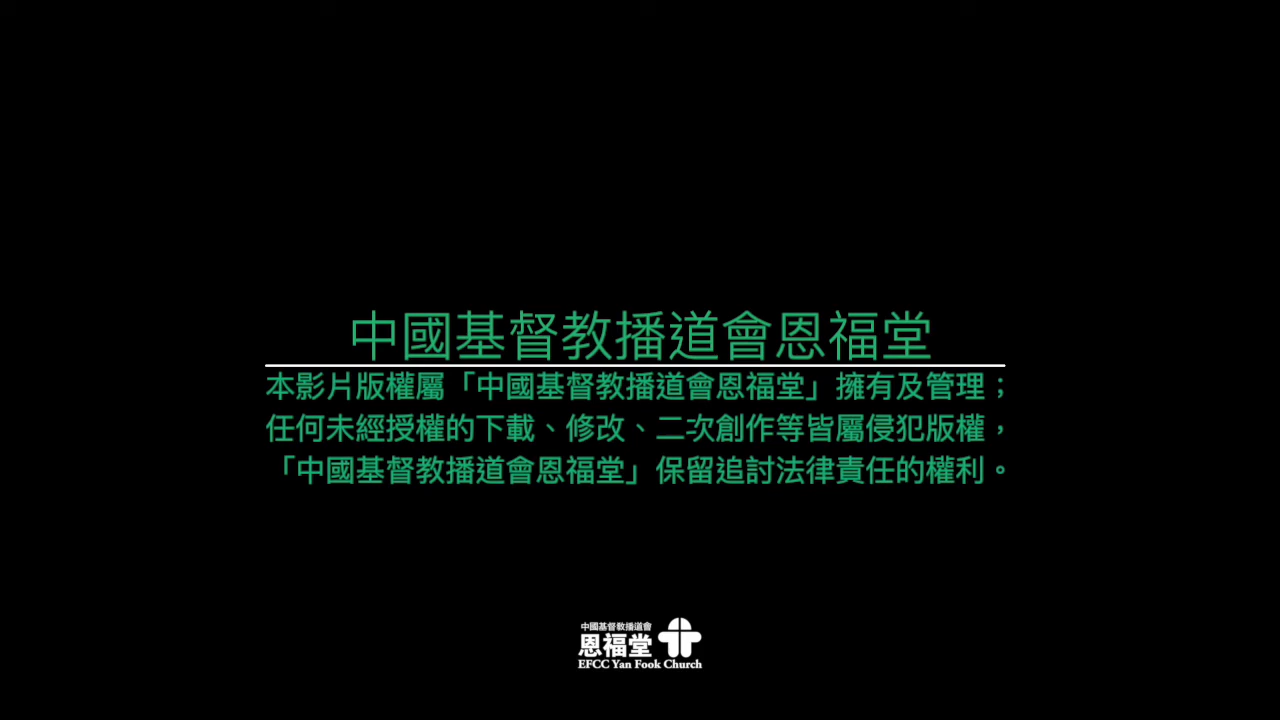 中國基督教播道會恩福堂
本影片版權屬「中國基督教播道會恩福堂」擁有及管理；
任何未經授權的下載、修改、二次創作等皆屬侵犯版權，
「中國基督教播道會恩福堂」保留追討法律責任的權利。
中國基督教播道會
恩福堂
EFCC Yan Fook Church